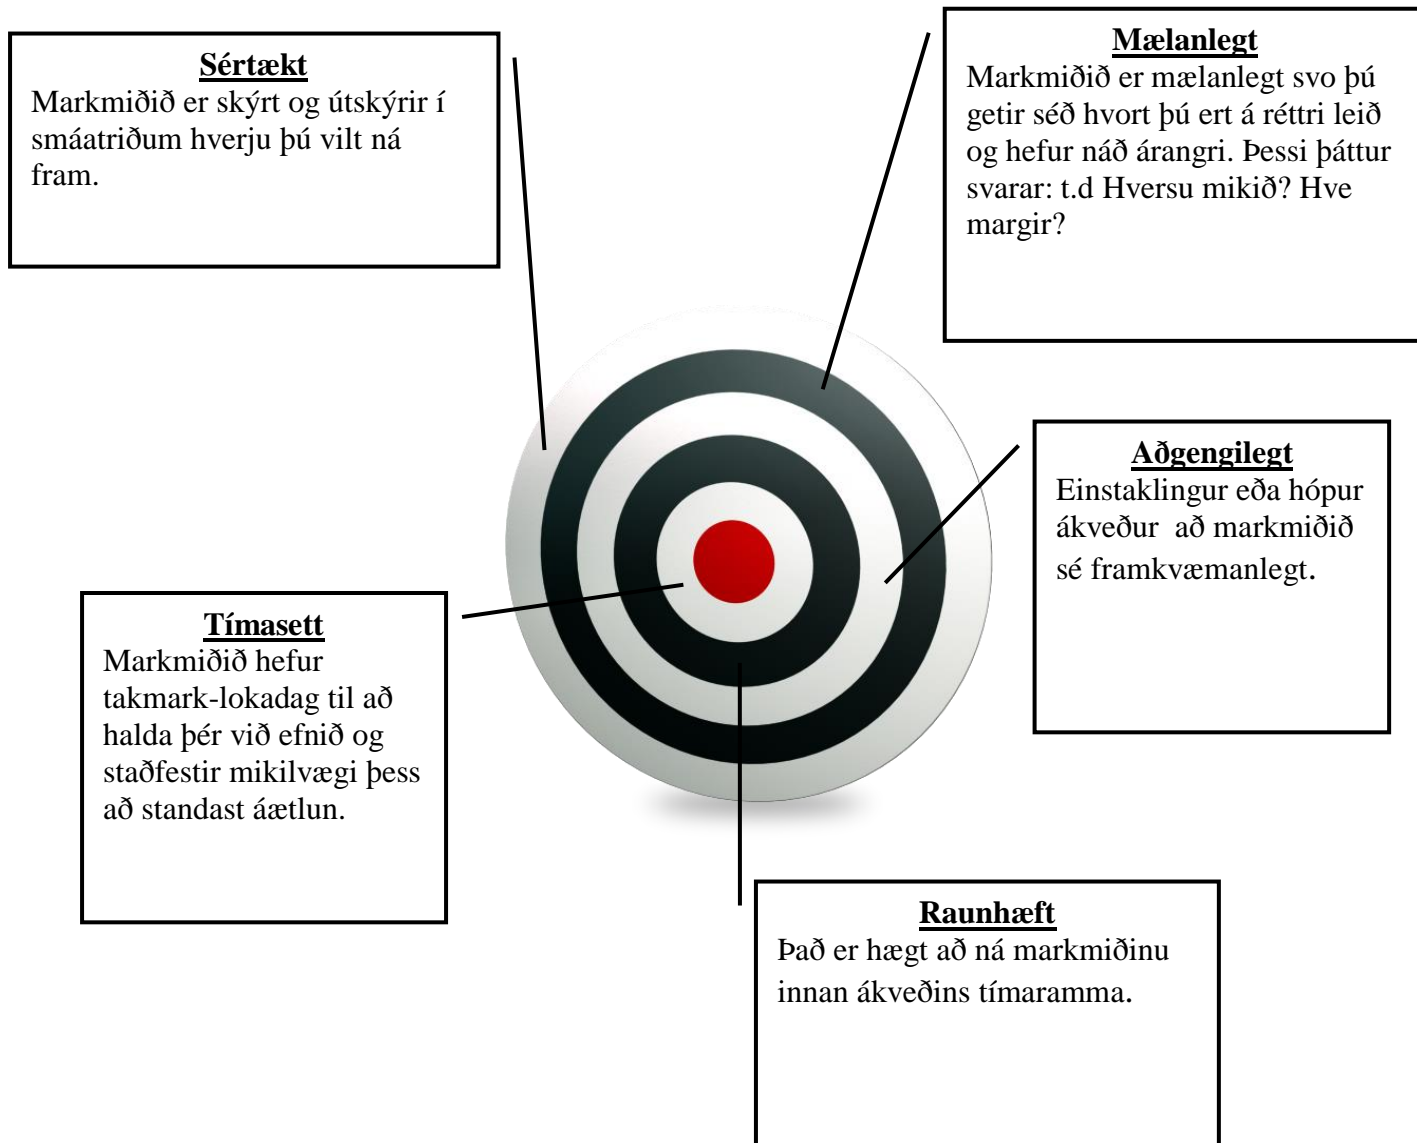 Sértækt
Markmiðið er skýrt og útskýrir í
smáatriðum hverju þú vilt ná
fram.
Mælanlegt
Markmiðið er mælanlegt svo þú
getir séð hvort þú ert á réttri leið
og hefur náð árangri. Þessi þáttur
svarar: t.d Hversu mikið? Hve
margir?
Aðgengilegt
Einstaklingur eða hópur
ákveður  að markmiðið
sé framkvæmanlegt.
Tímasett
Markmiðið hefur
takmark-lokadag til að
halda þér við efnið og
staðfestir mikilvægi þess
að standast áætlun.
Raunhæft
Það er hægt að ná markmiðinu
innan ákveðins tímaramma.